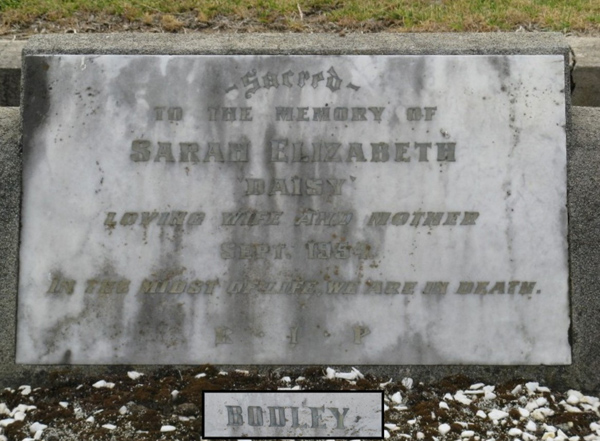 ~Sacred~
TO THE MEMORY OF
SARAH ELIZABETH
'DAISY'
LOVING WIFE AND MOTHER
SEPT. 1954.
IN THE MIDST OF LIFE WE ARE IN DEATH.
R · I · P
BODLEY